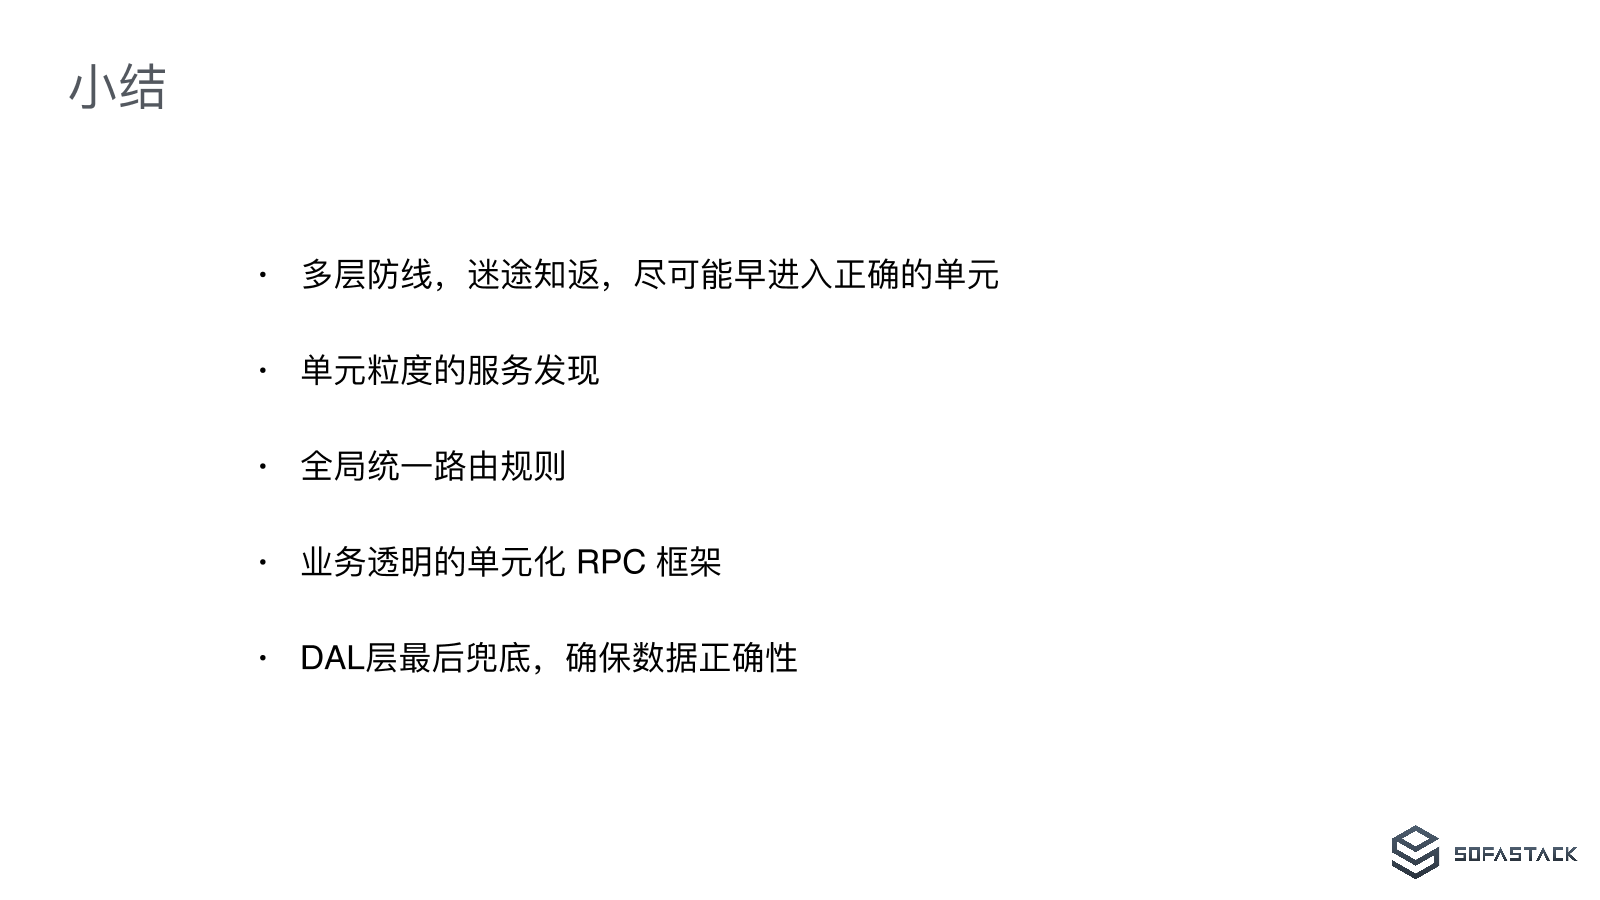 小结
· 多层防线，迷途知返，尽可能早进入正确的单元
· 单元粒度的服务发现
· 全局统一路由规则
· 业务透明的单元化 RPC 框架
· DAL层最后兜底，确保数据正确性
SOFASTACK